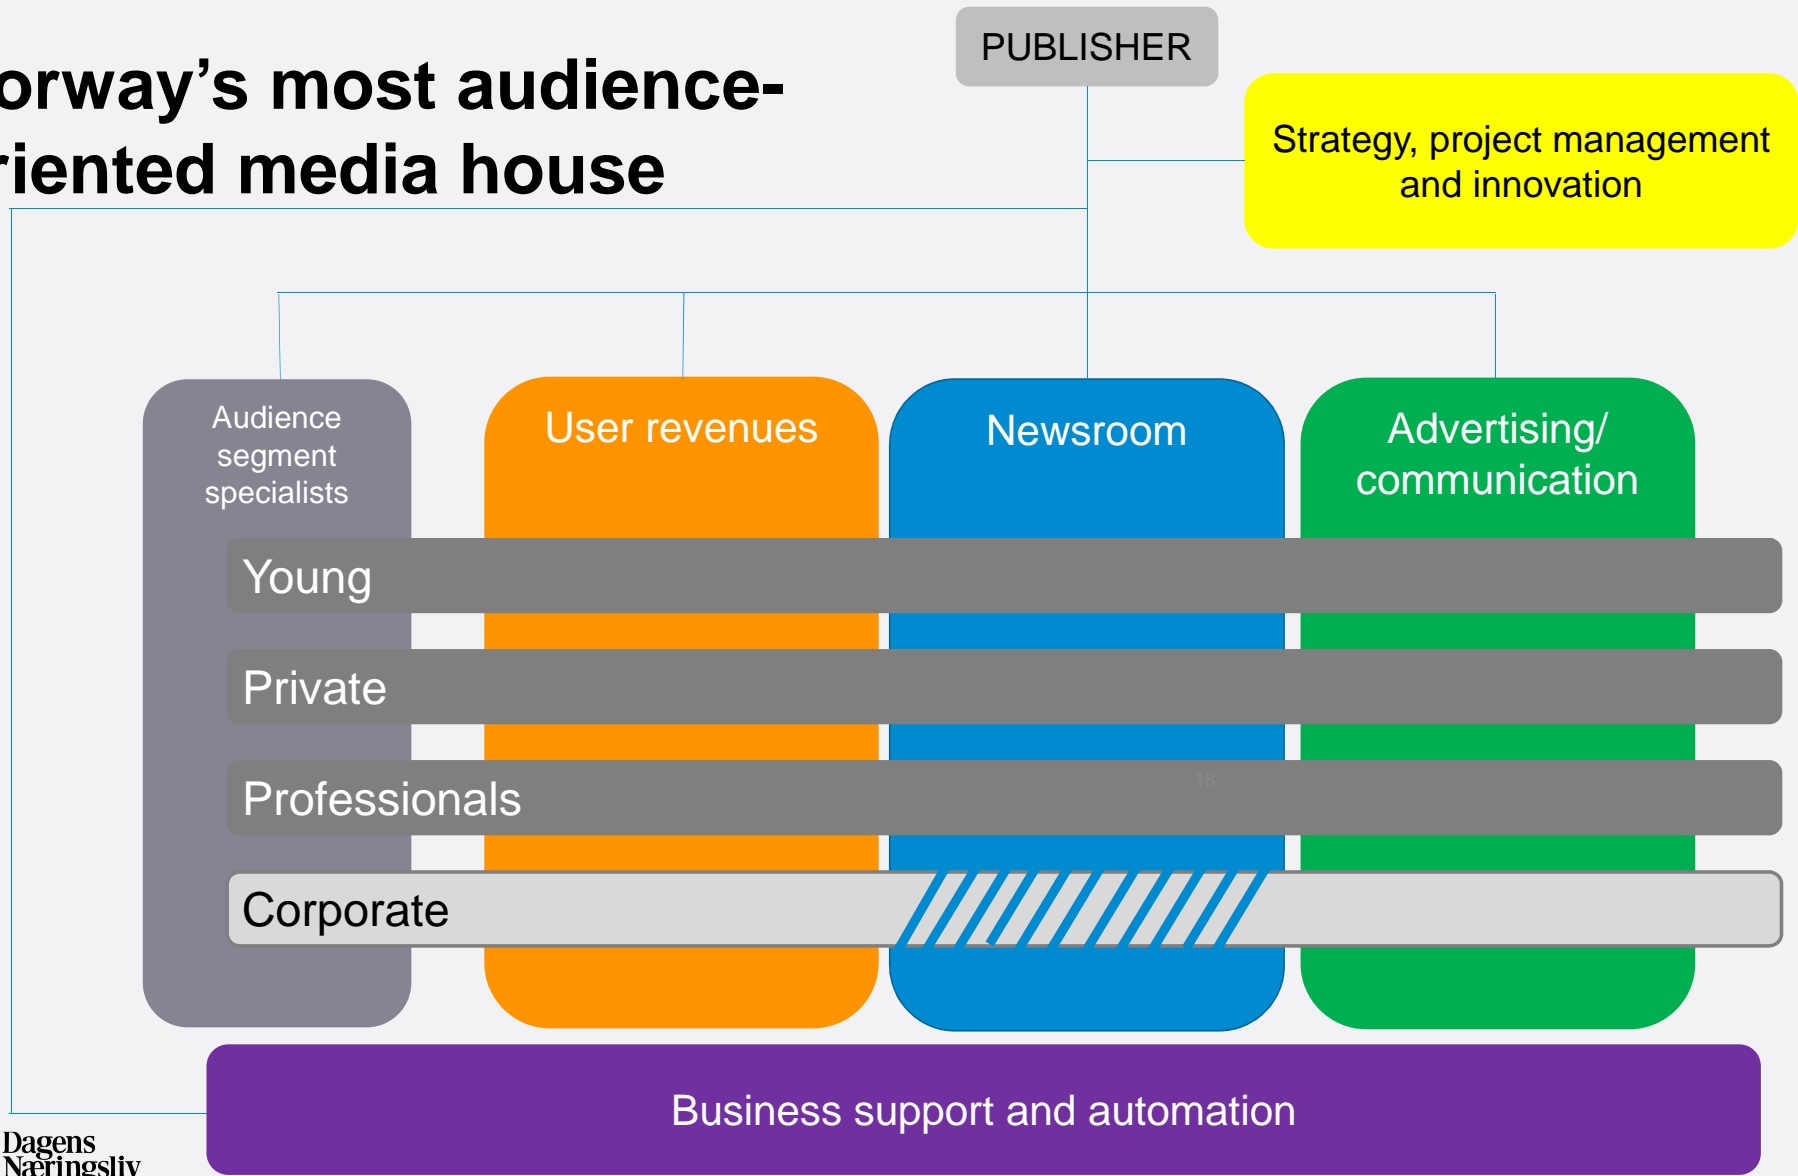 PUBLISHER
orway's most audience-
riented media house
Strategy, project management
and innovation
Audience
segment
specialists
User revenues
Newsroom
Advertising/
communication
Young
Private
Professionals
18
Corporate
Business support and automation
Dagens
Næringsliv